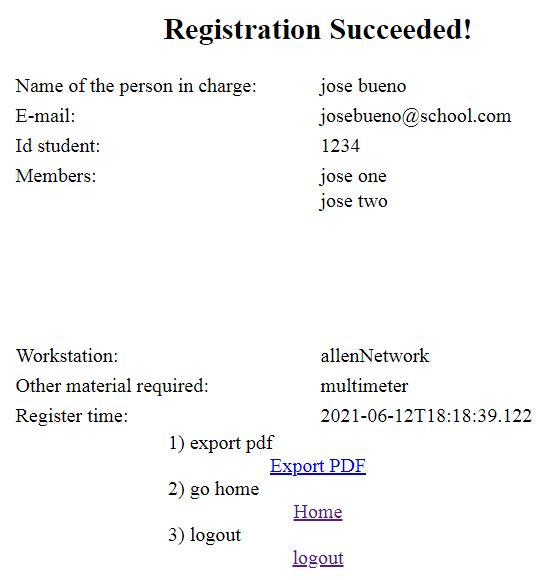 Registration Succeeded!
Name of the person in charge: jose bueno
E-mail: josebueno@school.com
Id student: 1234
Members: jose one
jose two
Workstation: allenNetwork
Other material required: multimeter
Register time: 2021-06-12T18:18:39.122
1) export pdf
Export PDF
2) go home
Home
3) logout
logout